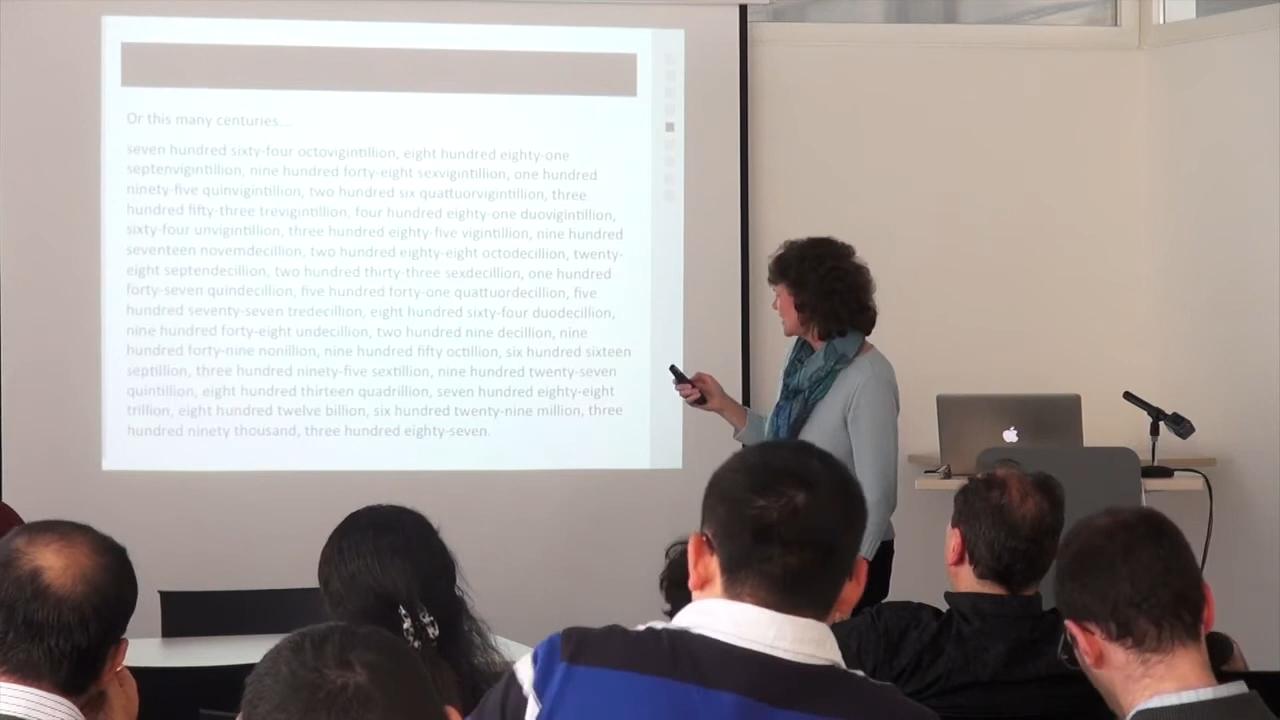 Or this many centuries...
seven hundred sixty-four octovigintillion, eight hundred eighty-one
septenvigintillion, nine hundred forty-eight sexvigintillion, one hundred
ninety-five quinvigintillion, two hundred six quattuorvigintillion, three
hundred fifty-three trevigintillion, four hundred eighty-one duovigintillion,
sixty-four unvigintillion, three hundred eighty-five vigintillion, nine hundred
seventeen novemdecillion, two hundred eighty-eight octodecillion, twenty-
eight septendecillion, two hundred thirty-three sexdecillion, one hundred
forty-seven quindecillion, five hundred forty-one quattuordecillion, five
hundred seventy-seven tredecillion, eight hundred sixty-four duodecillion,
nine hundred forty-eight undecillion, two hundred nine decillion, nine
hundred forty-nine nonillion, nine hundred fifty octillion, six hundred sixteen
septillion, three hundred ninety-five sextillion, nine hundred twenty-seven
quintillion, eight hundred thirteen quadrillion, seven hundred eighty-eight
trillion, eight hundred twelve billion, six hundred twenty-nine million, three
hundred ninety thousand, three hundred eighty-seven.